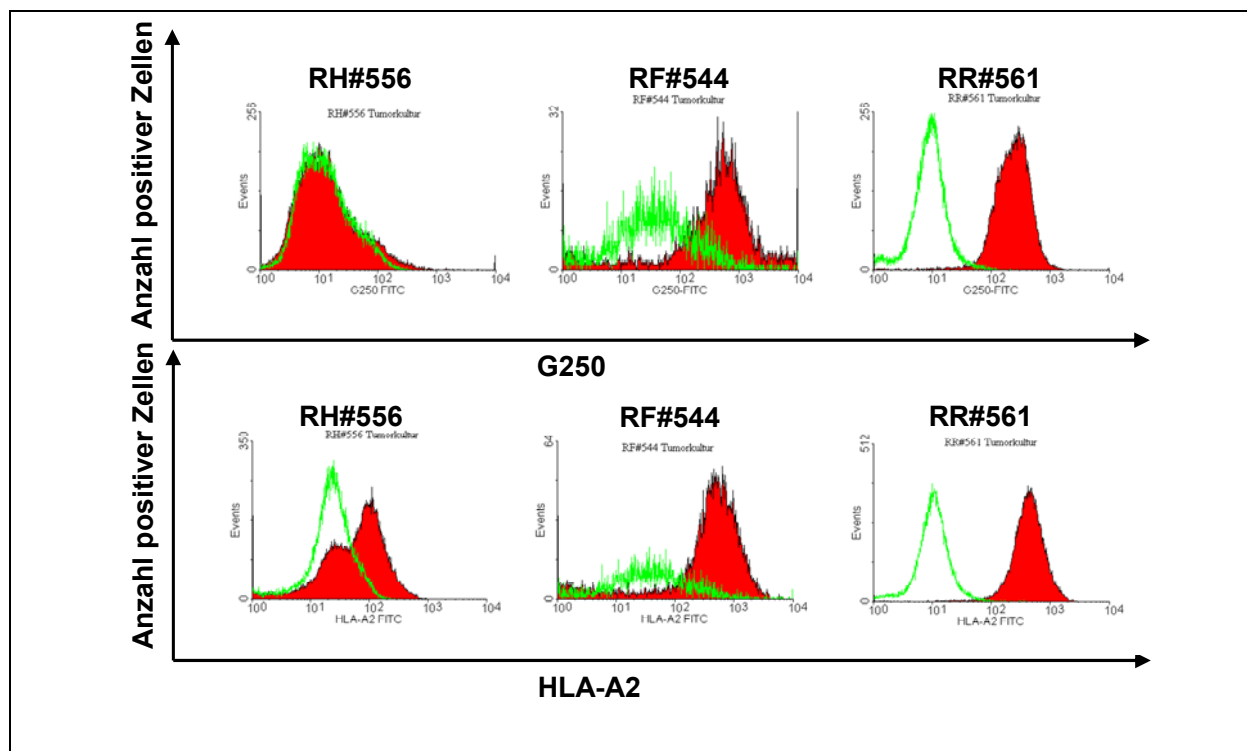 Anzahl positiver Zellen
RH#556
RF#544
RR#561
RH#556 Tumorkultur
RF#544 Tumorkultur
RR#561 Tumorkultur
256
Events
0
10⁰ 10¹ 10² 10³ 10⁴
G250 FITC
32
Events
0
10⁰ 10¹ 10² 10³ 10⁴
G250-FITC
256
Events
0
10⁰ 10¹ 10² 10³ 10⁴
G250-FITC
G250
Anzahl positiver Zellen
RH#556
RF#544
RR#561
RH#556 Tumorkultur
RF#544 Tumorkultur
RR#561 Tumorkultur
350
Events
0
10⁰ 10¹ 10² 10³ 10⁴
HLA-A2 FITC
64
Events
0
10⁰ 10¹ 10² 10³ 10⁴
HLA-A2 FITC
512
Events
0
10⁰ 10¹ 10² 10³ 10⁴
HLA-A2 FITC
HLA-A2